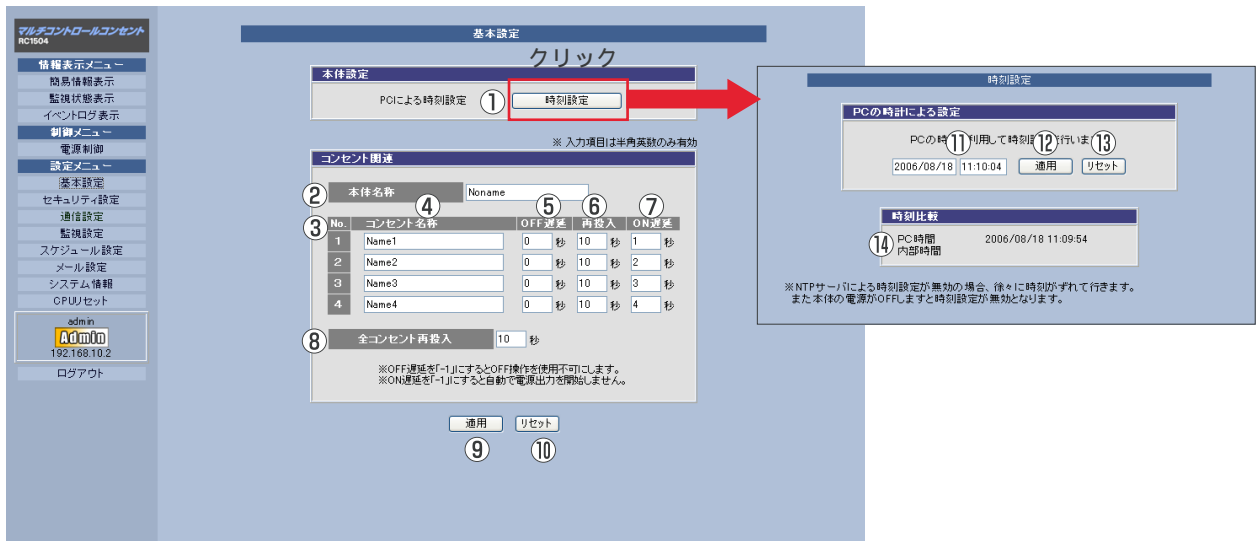 マルチコントロールコンセント
RC1504
情報表示メニュー
簡易情報表示
監視状態表示
イベントログ表示
制御メニュー
電源制御
設定メニュー
基本設定
セキュリティ設定
通信設定
監視設定
スケジュール設定
メール設定
システム情報
CPUリセット
admin
Admin
192.168.10.2
ログアウト
基本設定
クリック
本体設定
PCIによる時刻設定 ① 時刻設定
※ 入力項目は半角英数のみ有効
コンセント関連
② 本体名称 Noname
④ ⑤ ⑥ ⑦
③ No. コンセント名称 OFF遅延 再投入 ON遅延
1 Name1 0 秒 10 秒 1 秒
2 Name2 0 秒 10 秒 2 秒
3 Name3 0 秒 10 秒 3 秒
4 Name4 0 秒 10 秒 4 秒
⑧ 全コンセント再投入 10 秒
※OFF遅延を「-1」にするとOFF操作を使用不可にします。
※ON遅延を「-1」にすると自動で電源出力を開始しません。
適用 リセット
⑨ ⑩
時刻設定
PCの時計による設定
PCの時 ⑪ 利用して時刻 ⑫ 行いま ⑬
2006/08/18 11:10:04 適用 リセット
時刻比較
⑭ PC時間 2006/08/18 11:09:54
内部時間
※NTPサーバによる時刻設定が無効の場合、徐々に時刻がずれて行きます。
また本体の電源がOFFしますと時刻設定が無効となります。